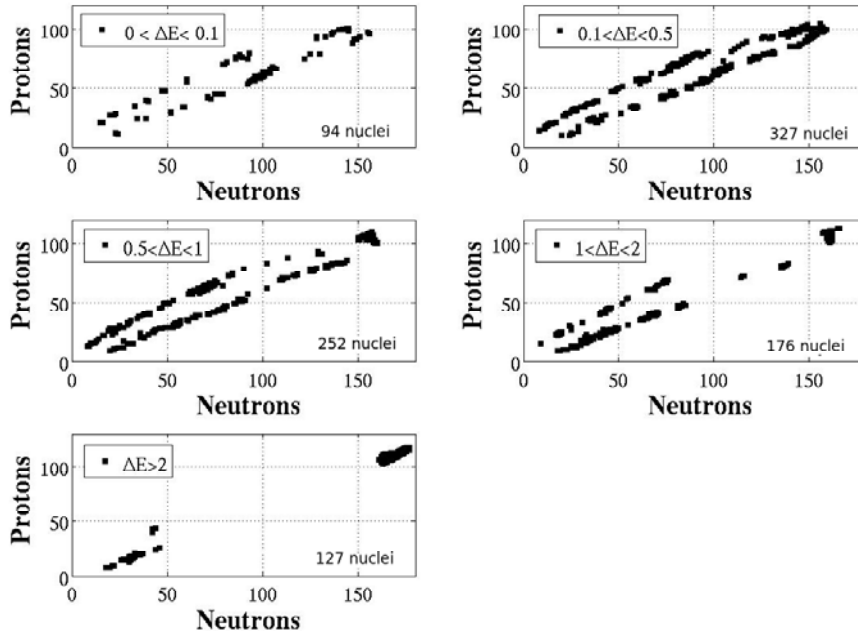 0 < ΔE< 0.1
Protons
100
50
0
94 nuclei
0 50 100 150
Neutrons
0.1<ΔE<0.5
Protons
100
50
0
327 nuclei
0 50 100 150
Neutrons
0.5<ΔE<1
Protons
100
50
0
252 nuclei
0 50 100 150
Neutrons
1<ΔE<2
Protons
100
50
0
176 nuclei
0 50 100 150
Neutrons
ΔE>2
Protons
100
50
0
127 nuclei
0 50 100 150
Neutrons